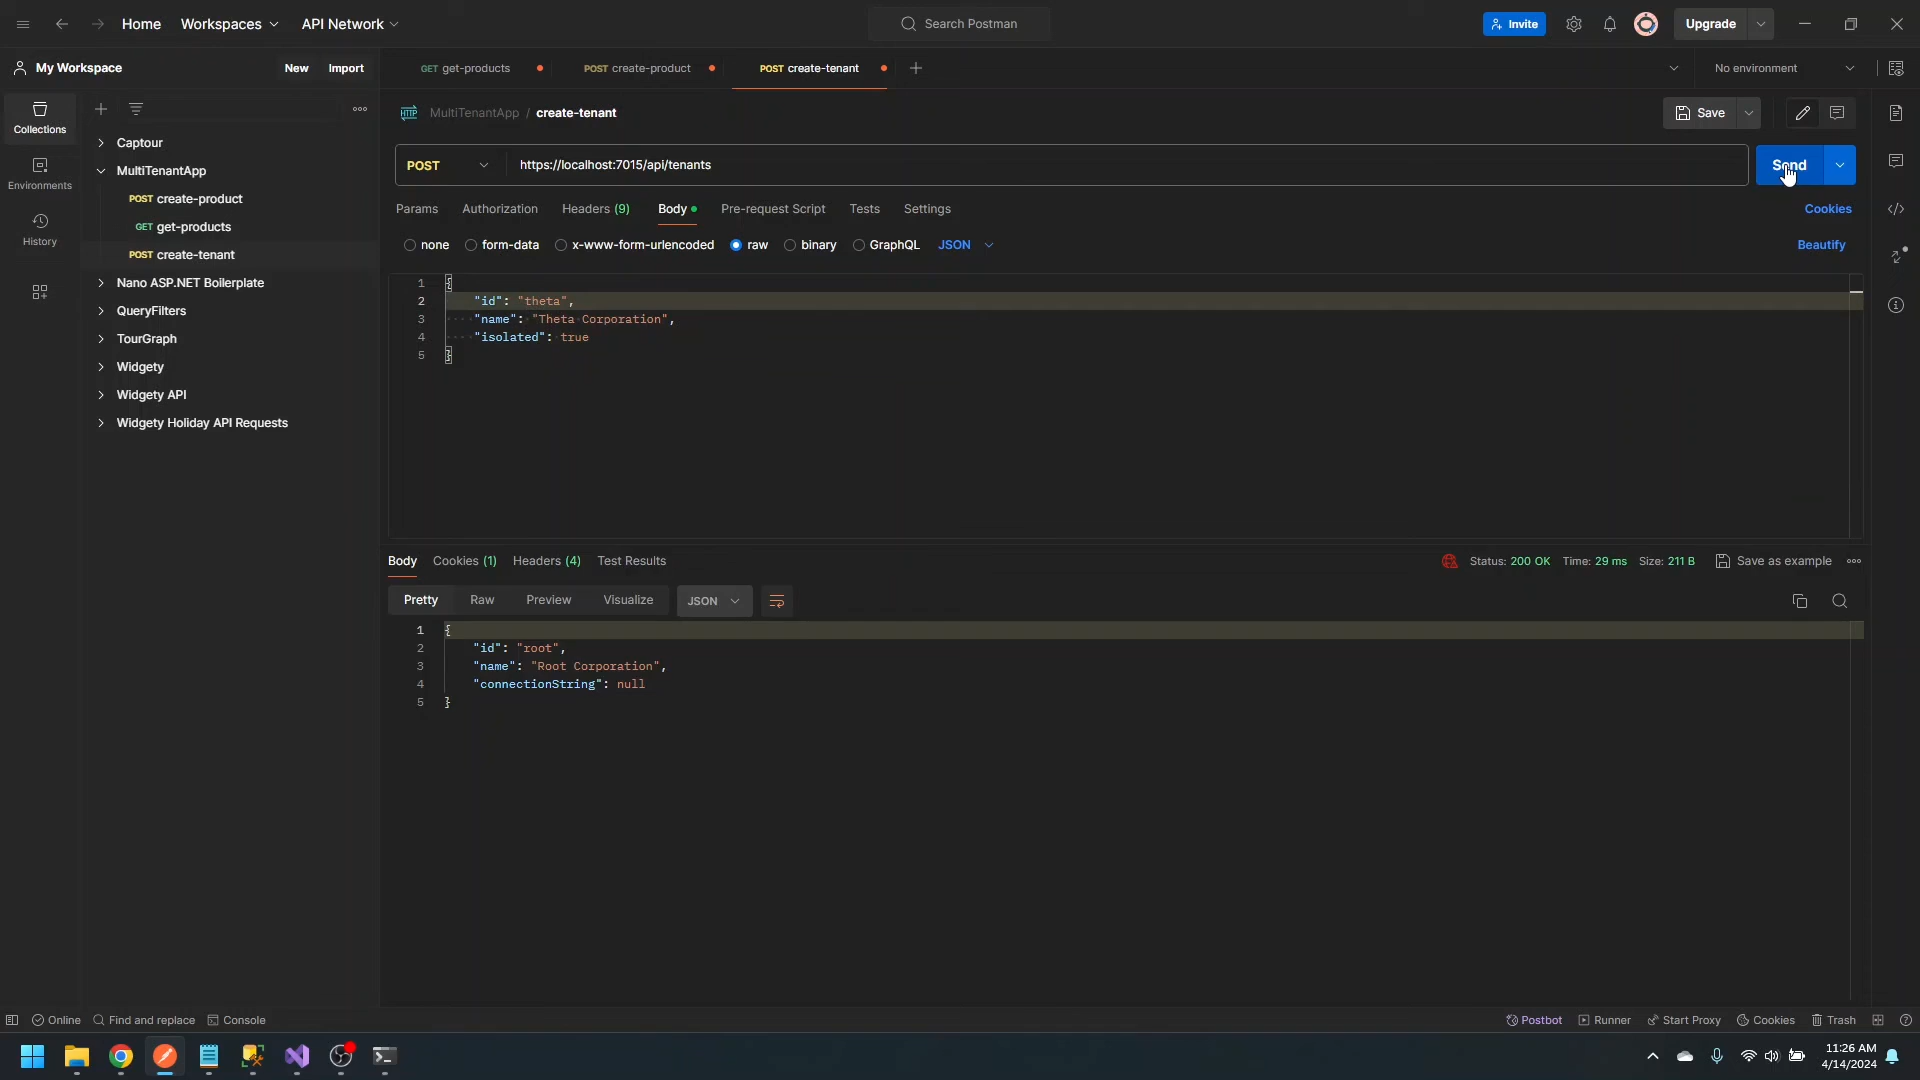 Home Workspaces API Network Search Postman Invite Upgrade
My Workspace New Import GET get-products POST create-product POST create-tenant No environment
Collections
Environments
History
Captour
MultiTenantApp
POST create-product
GET get-products
POST create-tenant
Nano ASP.NET Boilerplate
QueryFilters
TourGraph
Widgety
Widgety API
Widgety Holiday API Requests
HTTP MultiTenantApp / create-tenant Save
POST https://localhost:7015/api/tenants Send
Params Authorization Headers (9) Body Pre-request Script Tests Settings Cookies
none form-data x-www-form-urlencoded raw binary GraphQL JSON Beautify
1 {
2 "id": "theta",
3 "name": "Theta Corporation",
4 "isolated": true
5 }
Body Cookies (1) Headers (4) Test Results Status: 200 OK Time: 29 ms Size: 211 B Save as example
Pretty Raw Preview Visualize JSON
1 {
2 "id": "root",
3 "name": "Root Corporation",
4 "connectionString": null
5 }
Online Find and replace Console Postbot Runner Start Proxy Cookies Trash
11:26 AM
4/14/2024